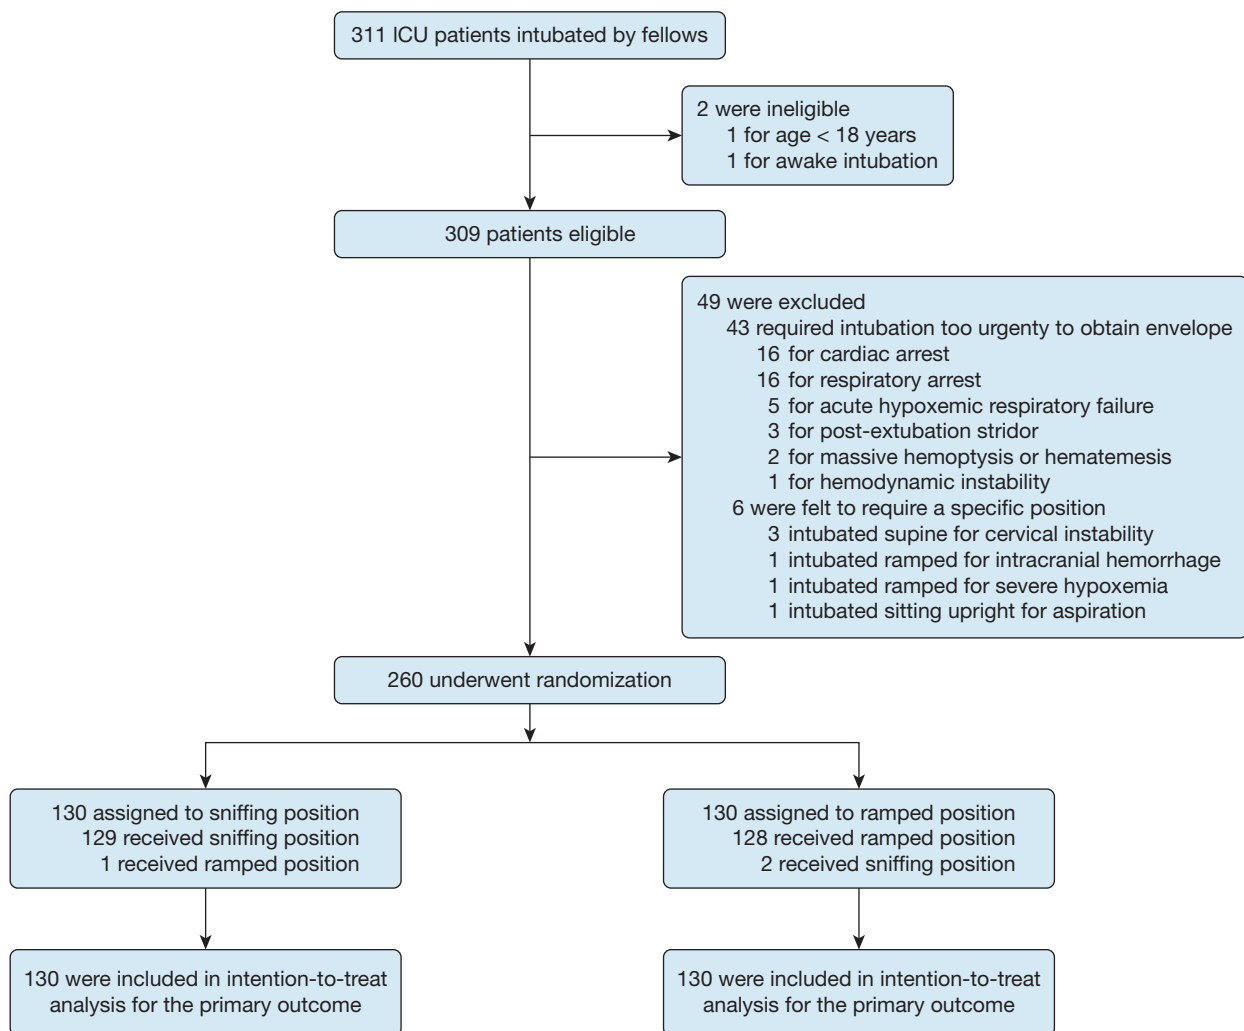 311 ICU patients intubated by fellows
2 were ineligible
1 for age < 18 years
1 for awake intubation
309 patients eligible
49 were excluded
43 required intubation too urgenty to obtain envelope
16 for cardiac arrest
16 for respiratory arrest
5 for acute hypoxemic respiratory failure
3 for post-extubation stridor
2 for massive hemoptysis or hematemesis
1 for hemodynamic instability
6 were felt to require a specific position
3 intubated supine for cervical instability
1 intubated ramped for intracranial hemorrhage
1 intubated ramped for severe hypoxemia
1 intubated sitting upright for aspiration
260 underwent randomization
130 assigned to sniffing position
129 received sniffing position
1 received ramped position
130 assigned to ramped position
128 received ramped position
2 received sniffing position
130 were included in intention-to-treat
analysis for the primary outcome
130 were included in intention-to-treat
analysis for the primary outcome